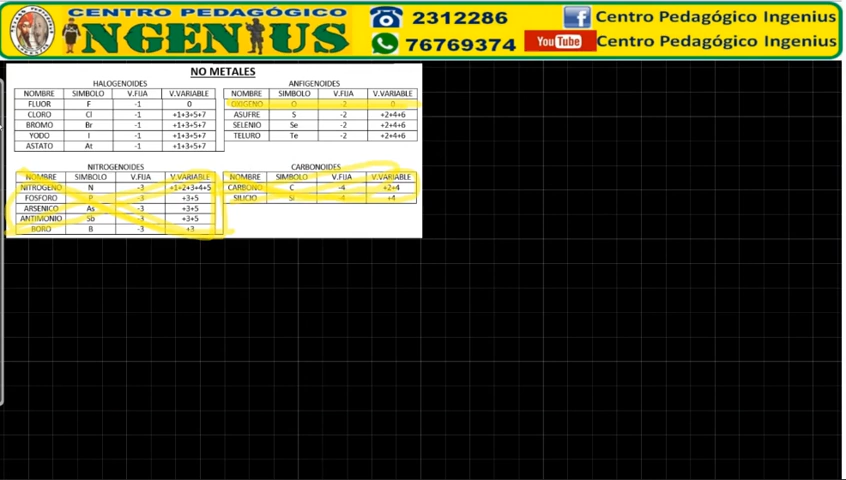 CENTRO PEDAGÓGICO
INGENIUS
2312286
76769374
Centro Pedagógico Ingenius
YouTube Centro Pedagógico Ingenius
NO METALES
HALOGENOIDES
NOMBRE SIMBOLO V.FIJA V.VARIABLE
FLUOR F -1 0
CLORO Cl -1 +1+3+5+7
BROMO Br -1 +1+3+5+7
YODO I -1 +1+3+5+7
ASTATO At -1 +1+3+5+7
ANFIGENOIDES
NOMBRE SIMBOLO V.FIJA V.VARIABLE
OXIGENO O -2 0
ASUFRE S -2 +2+4+6
SELENIO Se -2 +2+4+6
TELURO Te -2 +2+4+6
NITROGENOIDES
NOMBRE SIMBOLO V.FIJA V.VARIABLE
NITROGENO N -3 +1+2+3+4+5
FOSFORO P -3 +3+5
ARSENICO As -3 +3+5
ANTIMONIO Sb -3 +3+5
BORO B -3 +3
CARBONOIDES
NOMBRE SIMBOLO V.FIJA V.VARIABLE
CARBONO C -4 +2+4
SILICIO Si -4 +4